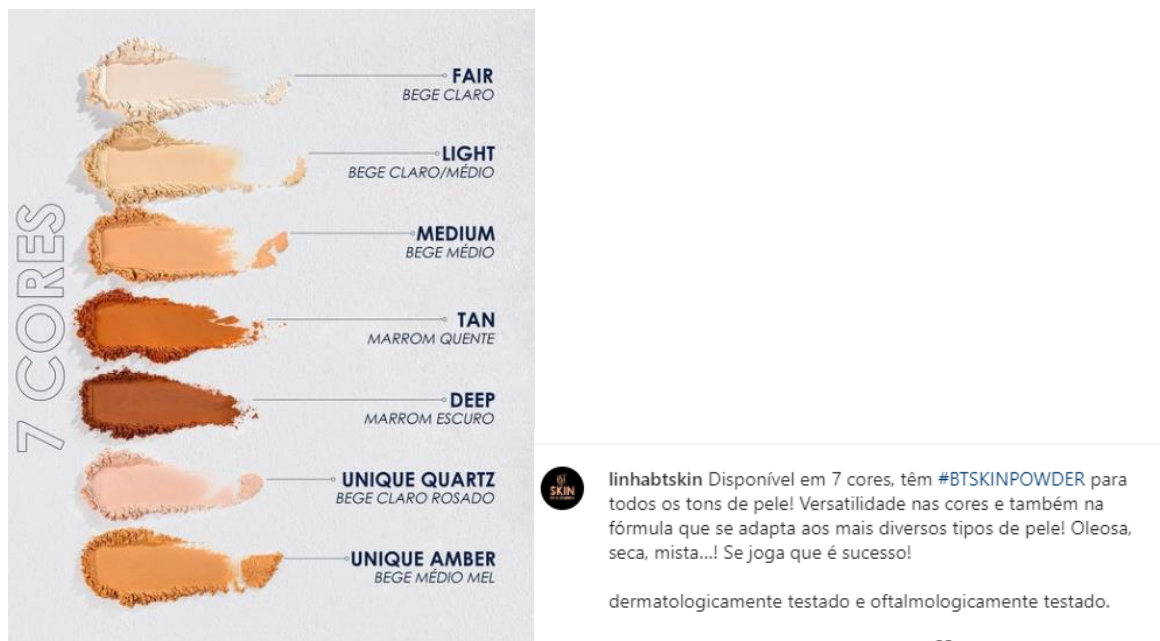 7 CORES
FAIR
BEGE CLARO
LIGHT
BEGE CLARO/MÉDIO
MEDIUM
BEGE MÉDIO
TAN
MARROM QUENTE
DEEP
MARROM ESCURO
UNIQUE QUARTZ
BEGE CLARO ROSADO
UNIQUE AMBER
BEGE MÉDIO MEL
SKIN
linhabtskin Disponível em 7 cores, têm #BTSKINPOWDER para
todos os tons de pele! Versatilidade nas cores e também na
fórmula que se adapta aos mais diversos tipos de pele! Oleosa,
seca, mista...! Se joga que é sucesso!
dermatologicamente testado e oftalmologicamente testado.